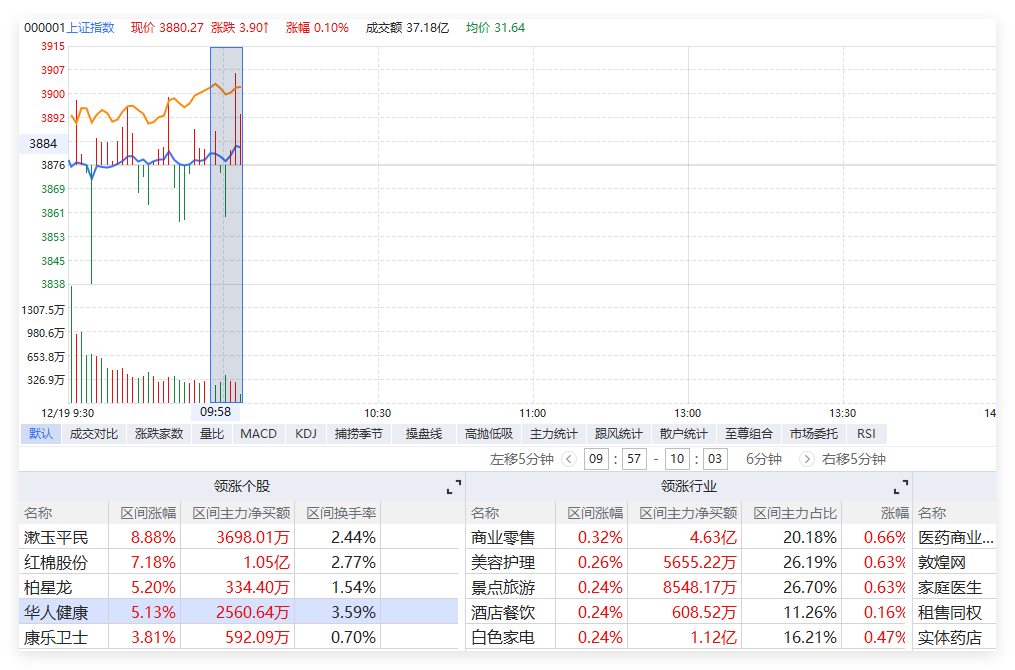 000001上证指数 现价 3880.27 涨跌 3.90↑ 涨幅 0.10% 成交额 37.18亿 均价 31.64
3915
3907
3900
3892
3884
3876
3869
3861
3853
3845
3838
1307.5万
980.6万
653.8万
326.9万
12/19 9:30 09:58 10:30 11:00 13:00 13:30 14
默认 成交对比 涨跌家数 量比 MACD KDJ 捕捞季节 操盘线 高抛低吸 主力统计 跟风统计 散户统计 至尊组合 市场委托 RSI
左移5分钟 09 : 57 - 10 : 03 6分钟 右移5分钟
领涨个股 领涨行业
名称 区间涨幅 区间主力净买额 区间换手率 名称 区间涨幅 区间主力净买额 区间主力占比 涨幅 名称
漱玉平民 8.88% 3698.01万 2.44% 商业零售 0.32% 4.63亿 20.18% 0.66% 医药商业...
红棉股份 7.18% 1.05亿 2.77% 美容护理 0.26% 5655.22万 26.19% 0.63% 敦煌网
柏星龙 5.20% 334.40万 1.54% 景点旅游 0.24% 8548.17万 26.70% 0.63% 家庭医生
华人健康 5.13% 2560.64万 3.59% 酒店餐饮 0.24% 608.52万 11.26% 0.16% 租售同权
康乐卫士 3.81% 592.09万 0.70% 白色家电 0.24% 1.12亿 16.21% 0.47% 实体药店